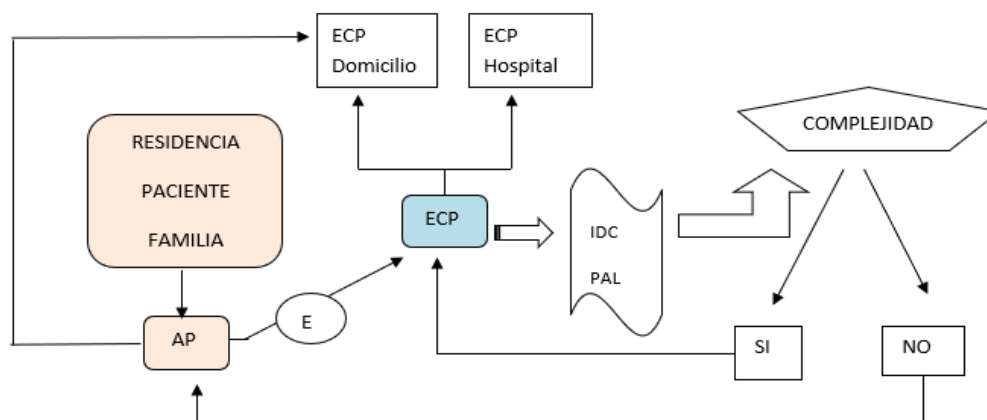 ECP
Domicilio
ECP
Hospital
COMPLEJIDAD
RESIDENCIA
PACIENTE
FAMILIA
ECP
IDC
PAL
E
AP
SI
NO